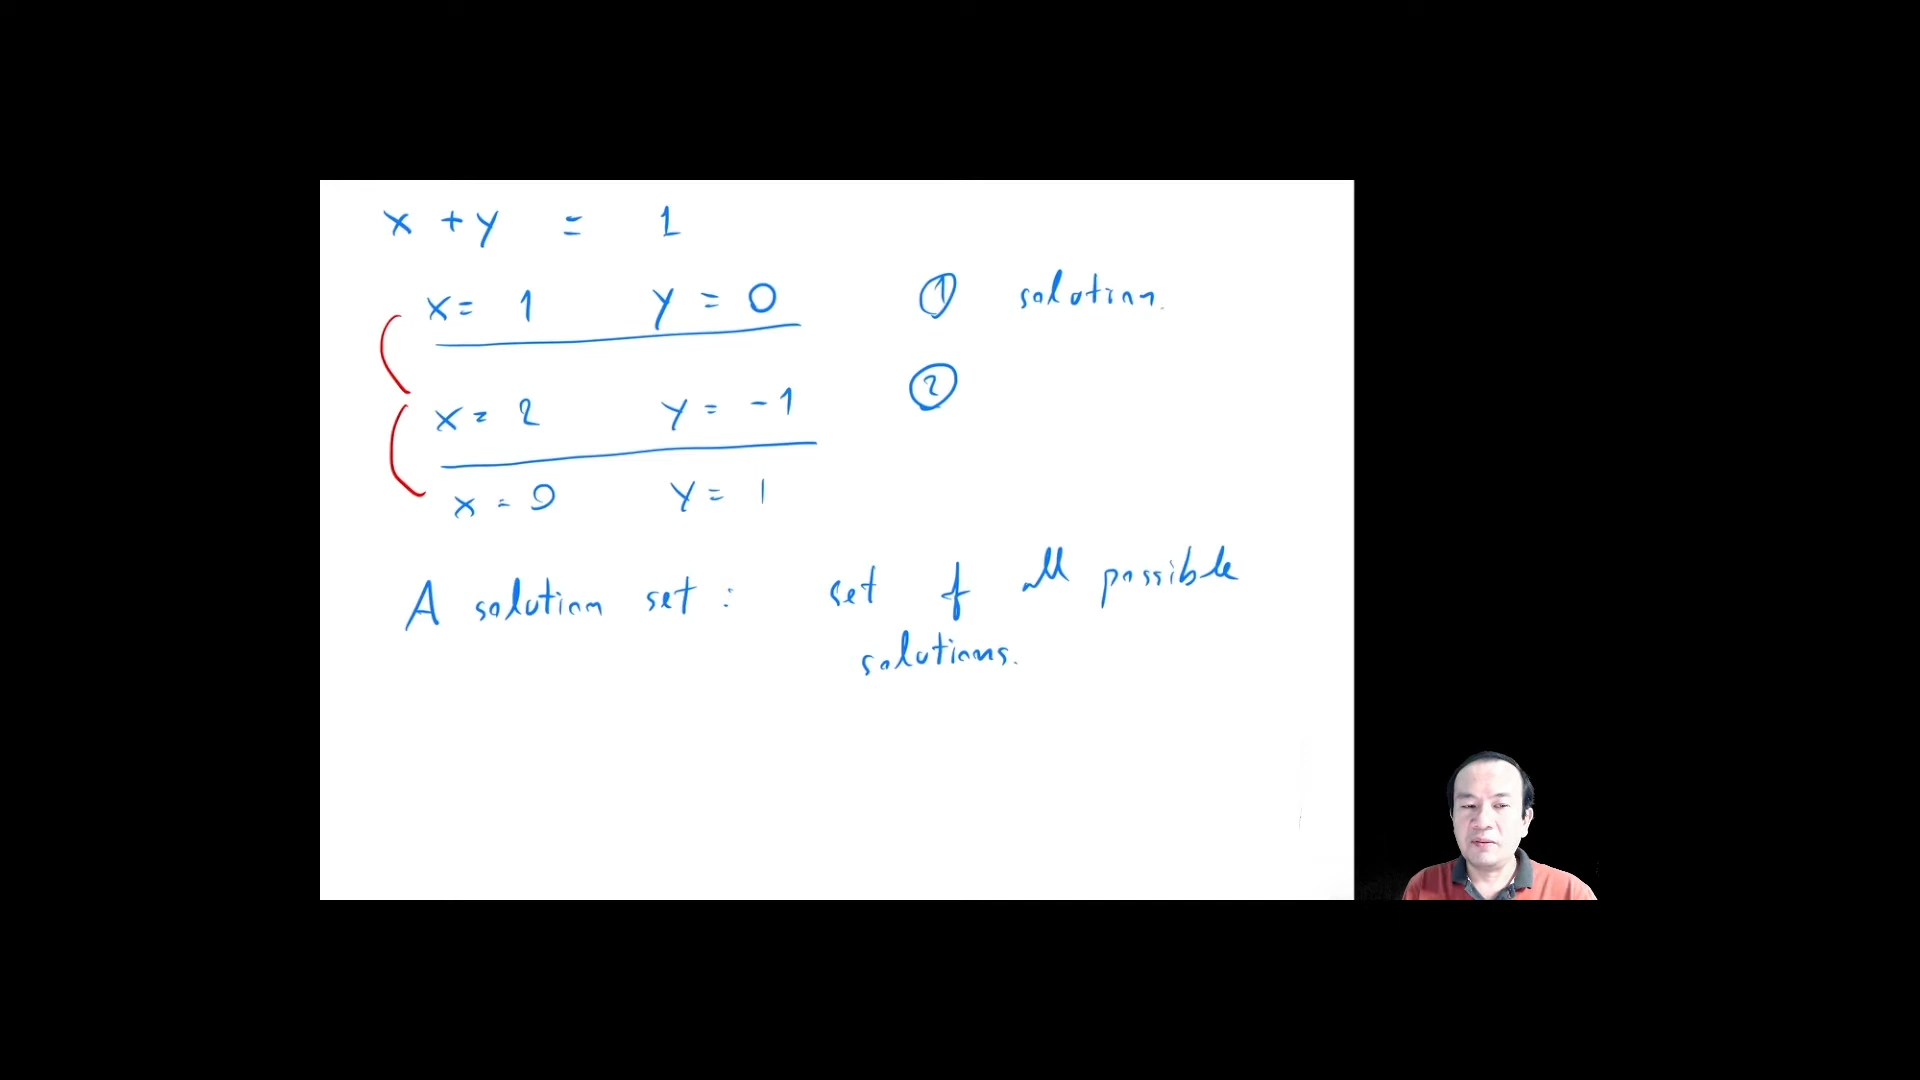 x + y = 1
x = 1 y = 0 ① solution.
x = 2 y = -1 ②
x = 0 y = 1
A solution set : set of all possible
solutions.